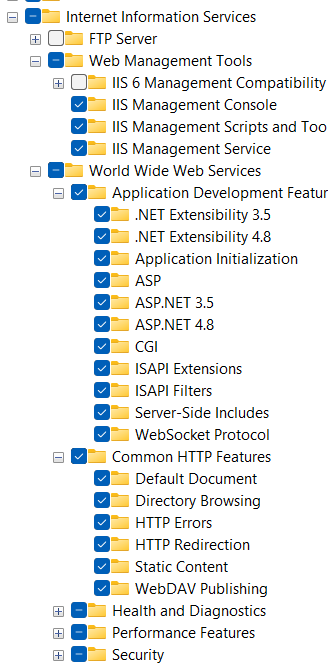 Internet Information Services
FTP Server
Web Management Tools
IIS 6 Management Compatibility
IIS Management Console
IIS Management Scripts and Too
IIS Management Service
World Wide Web Services
Application Development Featur
.NET Extensibility 3.5
.NET Extensibility 4.8
Application Initialization
ASP
ASP.NET 3.5
ASP.NET 4.8
CGI
ISAPI Extensions
ISAPI Filters
Server-Side Includes
WebSocket Protocol
Common HTTP Features
Default Document
Directory Browsing
HTTP Errors
HTTP Redirection
Static Content
WebDAV Publishing
Health and Diagnostics
Performance Features
Security